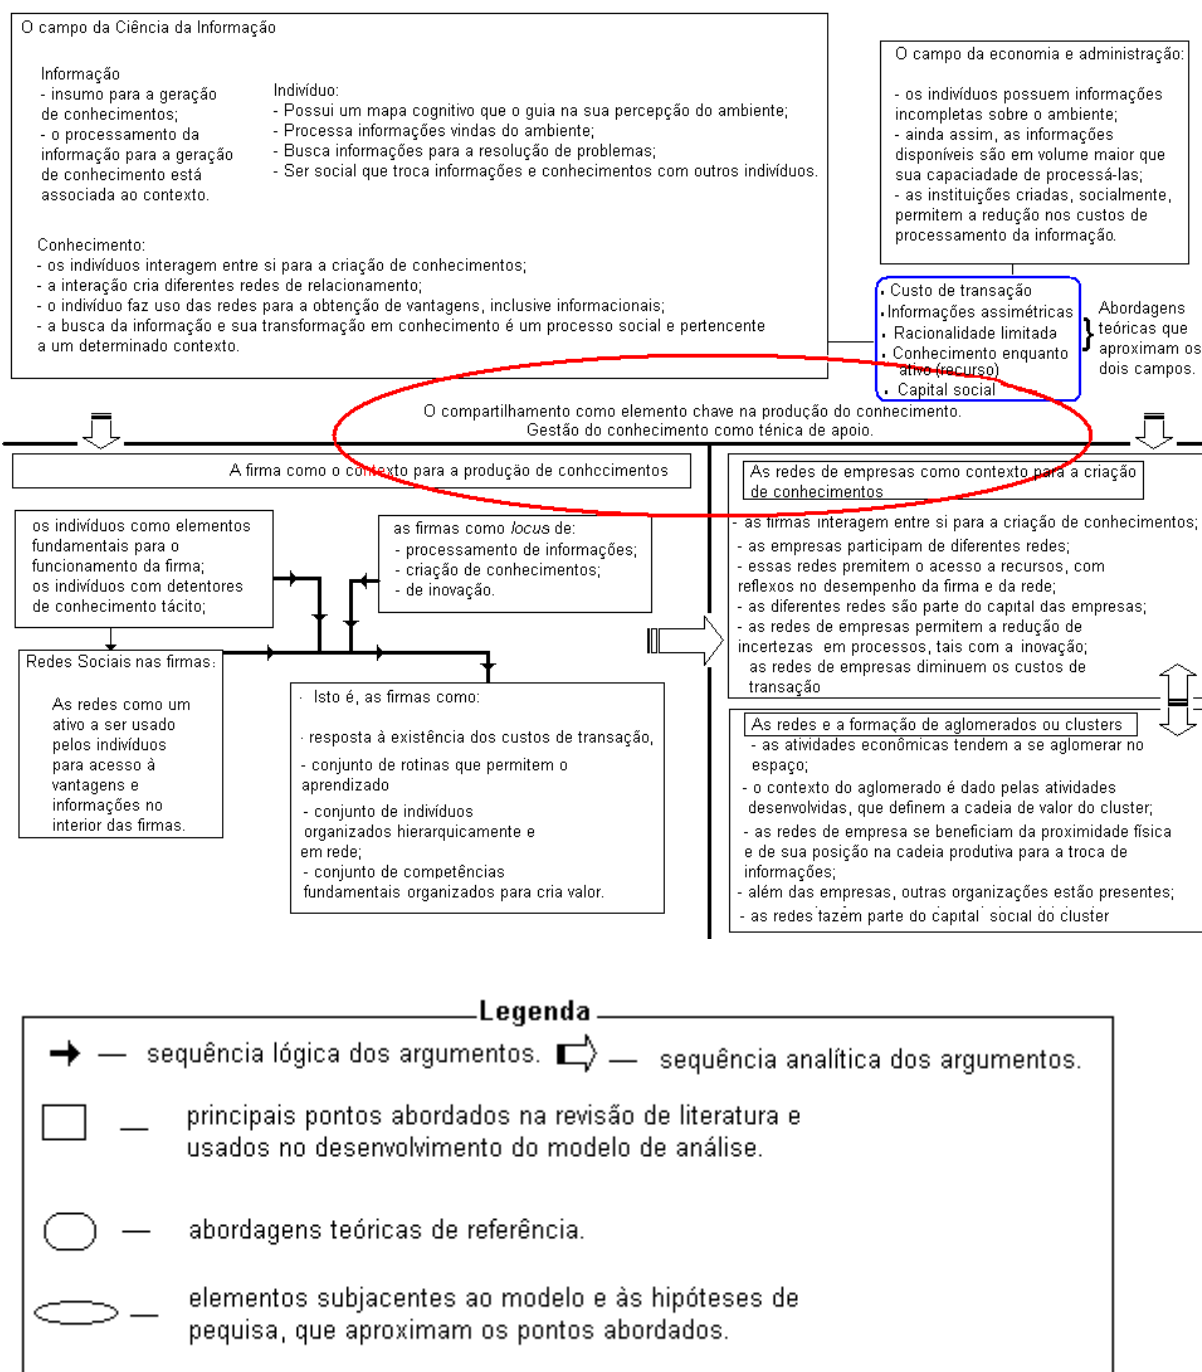 O campo da Ciência da Informação
Informação
- insumo para a geração
de conhecimentos;
- o processamento da
informação para a geração
de conhecimento está
associada ao contexto.
Indivíduo:
- Possui um mapa cognitivo que o guia na sua percepção do ambiente;
- Processa informações vindas do ambiente;
- Busca informações para a resolução de problemas;
- Ser social que troca informações e conhecimentos com outros indivíduos.
Conhecimento:
- os indivíduos interagem entre si para a criação de conhecimentos;
- a interação cria diferentes redes de relacionamento;
- o indivíduo faz uso das redes para a obtenção de vantagens, inclusive informacionais;
- a busca da informação e sua transformação em conhecimento é um processo social e pertencente
a um determinado contexto.
O campo da economia e administração:
- os indivíduos possuem informações
incompletas sobre o ambiente;
- ainda assim, as informações
disponíveis são em volume maior que
sua capaciadade de processá-las;
- as instituições criadas, socialmente,
permitem a redução nos custos de
processamento da informação.
. Custo de transação
. Informações assimétricas
. Racionalidade limitada
. Conhecimento enquanto
ativo (recurso)
. Capital social
} Abordagens
teóricas que
aproximam os
dois campos.
O compartilhamento como elemento chave na produção do conhecimento.
Gestão do conhecimento como ténica de apoio.
A firma como o contexto para a produção de conhecimentos
os indivíduos como elementos
fundamentais para o
funcionamento da firma;
os indivíduos com detentores
de conhecimento tácito;
as firmas como locus de:
- processamento de informações;
- criação de conhecimentos;
- de inovação.
Redes Sociais nas firmas:
As redes como um
ativo a ser usado
pelos indivíduos
para acesso à
vantagens e
informações no
interior das firmas.
· Isto é, as firmas como:
· resposta à existência dos custos de transação,
- conjunto de rotinas que permitem o
aprendizado
- conjunto de indivíduos
organizados hierarquicamente e
em rede;
- conjunto de competências
fundamentais organizados para cria valor.
As redes de empresas como contexto para a criação
de conhecimentos
- as firmas interagem entre si para a criação de conhecimentos;
- as empresas participam de diferentes redes;
- essas redes premitem o acesso a recursos, com
reflexos no desempenho da firma e da rede;
- as diferentes redes são parte do capital das empresas;
- as redes de empresas permitem a redução de
incertezas em processos, tais com a inovação;
as redes de empresas diminuem os custos de
transação
As redes e a formação de aglomerados ou clusters
- as atividades econômicas tendem a se aglomerar no
espaço;
- o contexto do aglomerado é dado pelas atividades
desenvolvidas, que definem a cadeia de valor do cluster;
- as redes de empresa se beneficiam da proximidade física
e de sua posição na cadeia produtiva para a troca de
informações;
- além das empresas, outras organizações estão presentes;
- as redes fazem parte do capital social do cluster
Legenda
— sequência lógica dos argumentos.
— sequência analítica dos argumentos.
— principais pontos abordados na revisão de literatura e
usados no desenvolvimento do modelo de análise.
— abordagens teóricas de referência.
— elementos subjacentes ao modelo e às hipóteses de
pequisa, que aproximam os pontos abordados.